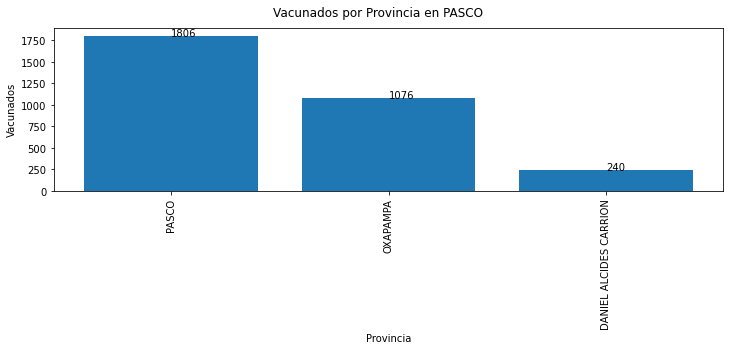 Vacunados por Provincia en PASCO
Vacunados
1750
1500
1250
1000
750
500
250
0
1806
1076
240
PASCO
OXAPAMPA
DANIEL ALCIDES CARRION
Provincia